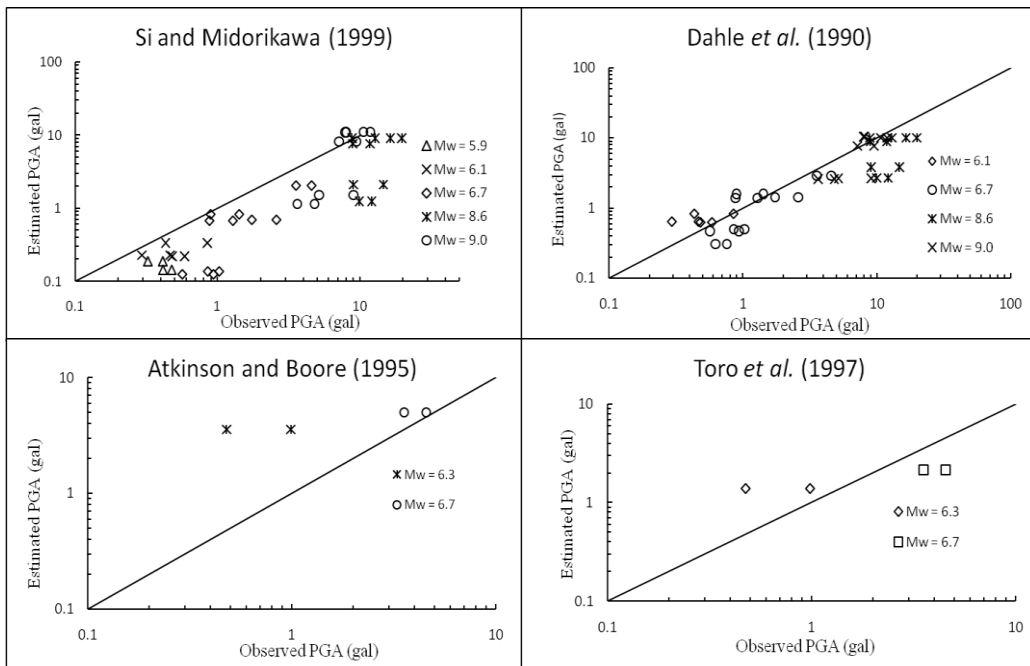 Si and Midorikawa (1999)
100
10
1
0.1
0.1
1
10
Estimated PGA (gal)
Observed PGA (gal)
Mw = 5.9
Mw = 6.1
Mw = 6.7
Mw = 8.6
Mw = 9.0
Dahle et al. (1990)
100
10
1
0.1
0.1
1
10
100
Estimated PGA (gal)
Observed PGA (gal)
Mw = 6.1
Mw = 6.7
Mw = 8.6
Mw = 9.0
Atkinson and Boore (1995)
10
1
0.1
0.1
1
10
Estimated PGA (gal)
Observed PGA (gal)
Mw = 6.3
Mw = 6.7
Toro et al. (1997)
10
1
0.1
0.1
1
10
Estimated PGA (gal)
Observed PGA (gal)
Mw = 6.3
Mw = 6.7